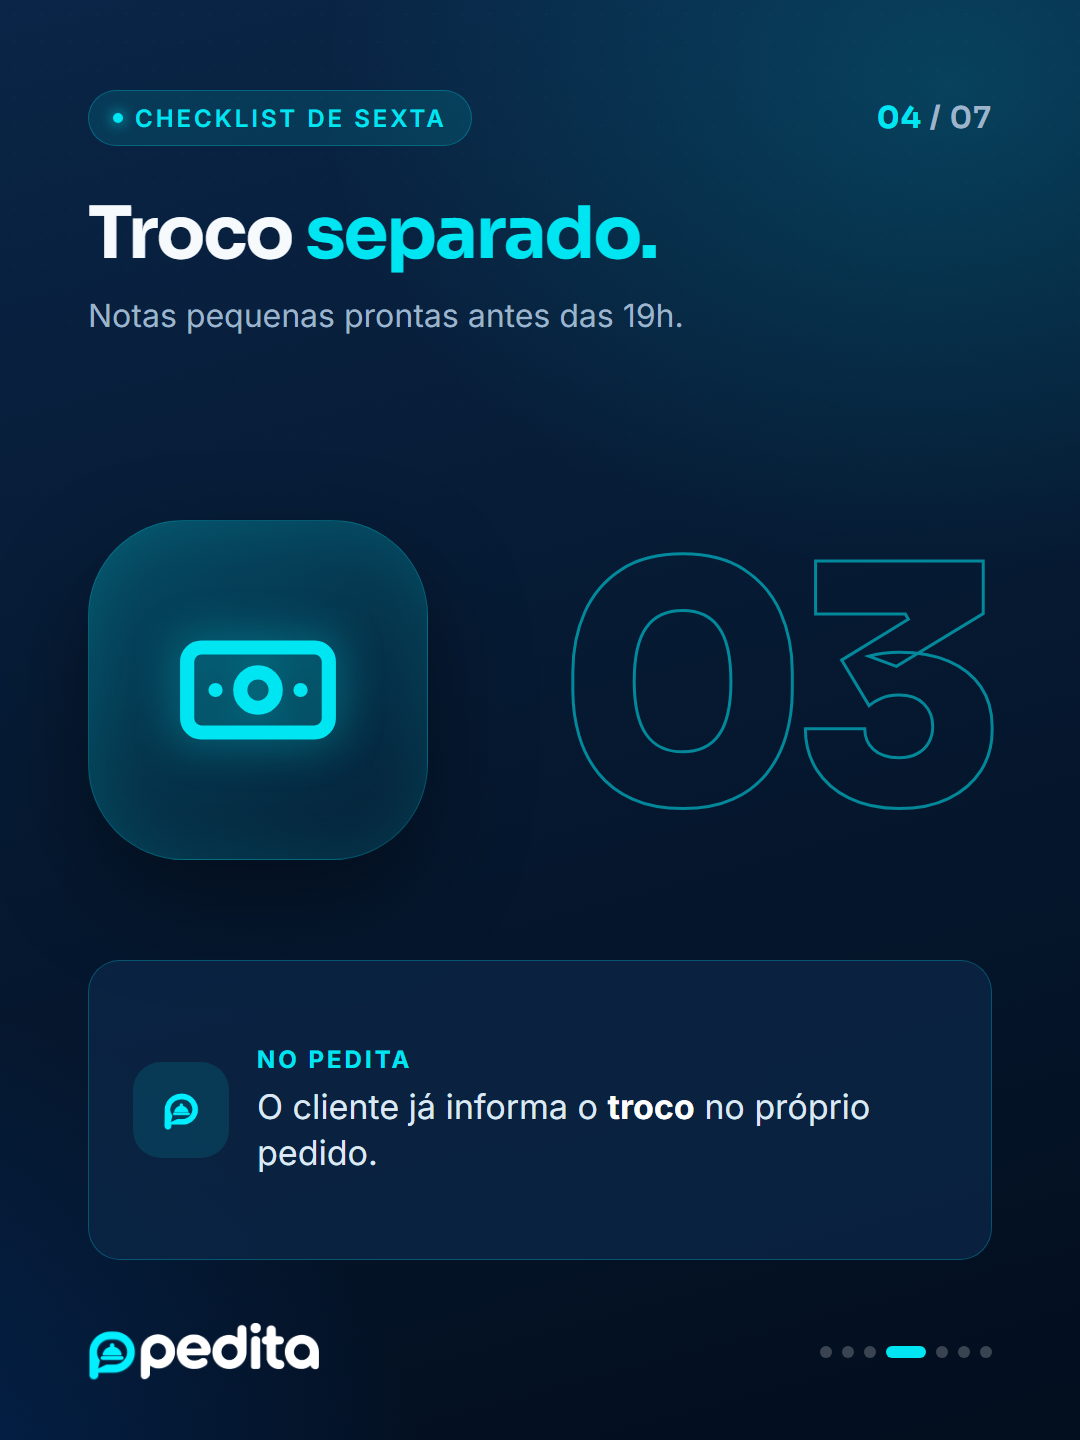 CHECKLIST DE SEXTA
04 / 07
Troco separado.
Notas pequenas prontas antes das 19h.
03
NO PEDITA
O cliente já informa o troco no próprio
pedido.
pedita